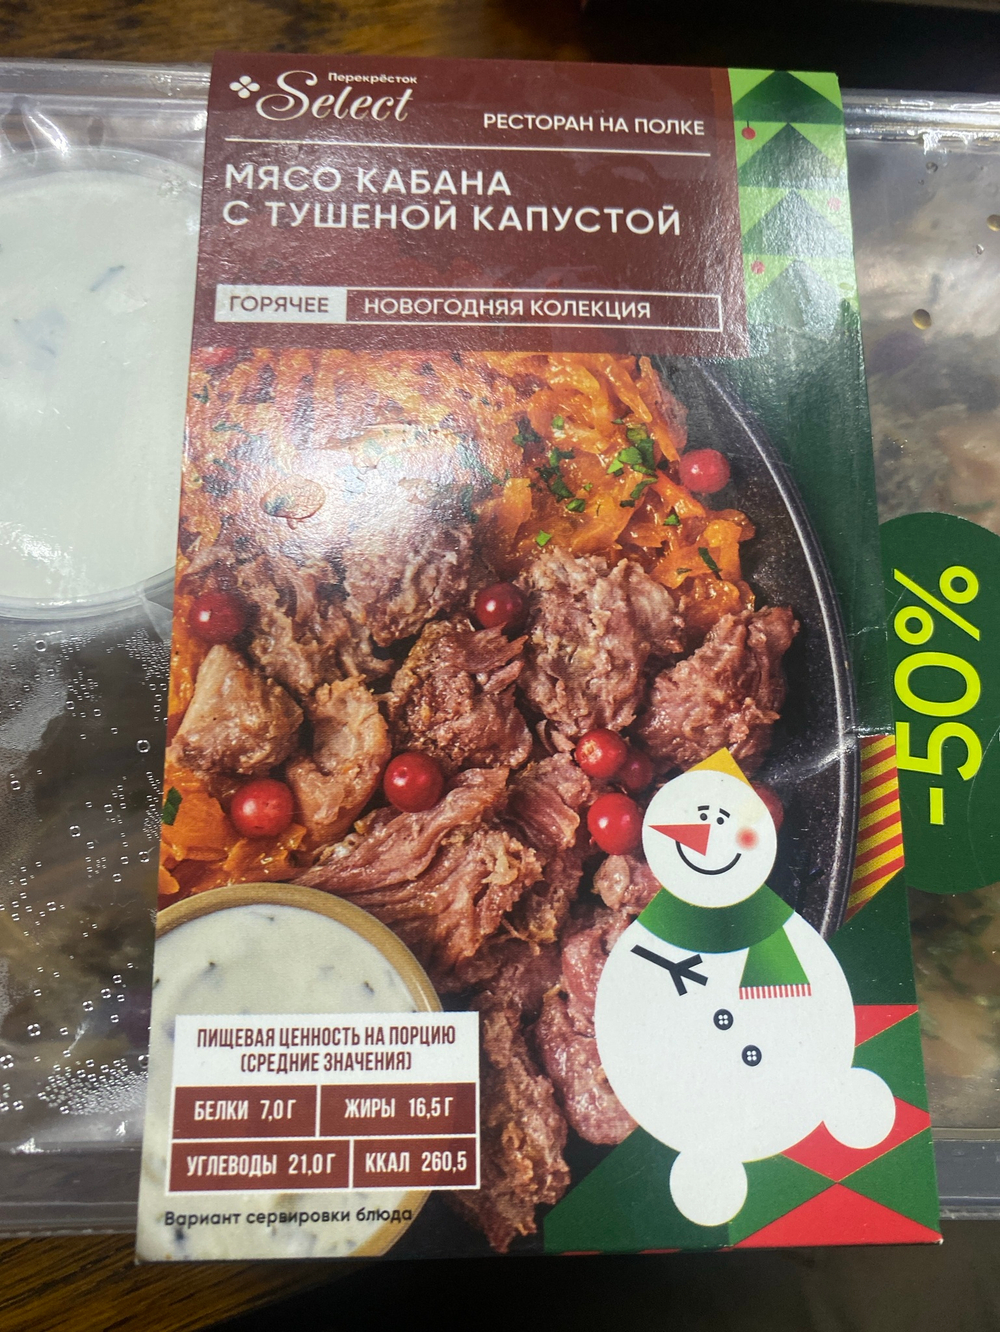 Перекрёсток
Select
РЕСТОРАН НА ПОЛКЕ
МЯСО КАБАНА
С ТУШЕНОЙ КАПУСТОЙ
ГОРЯЧЕЕ НОВОГОДНЯЯ КОЛЕКЦИЯ
-50%
ПИЩЕВАЯ ЦЕННОСТЬ НА ПОРЦИЮ
(СРЕДНИЕ ЗНАЧЕНИЯ)
БЕЛКИ 7,0 Г ЖИРЫ 16,5 Г
УГЛЕВОДЫ 21,0 Г ККАЛ 260,5
Вариант сервировки блюда